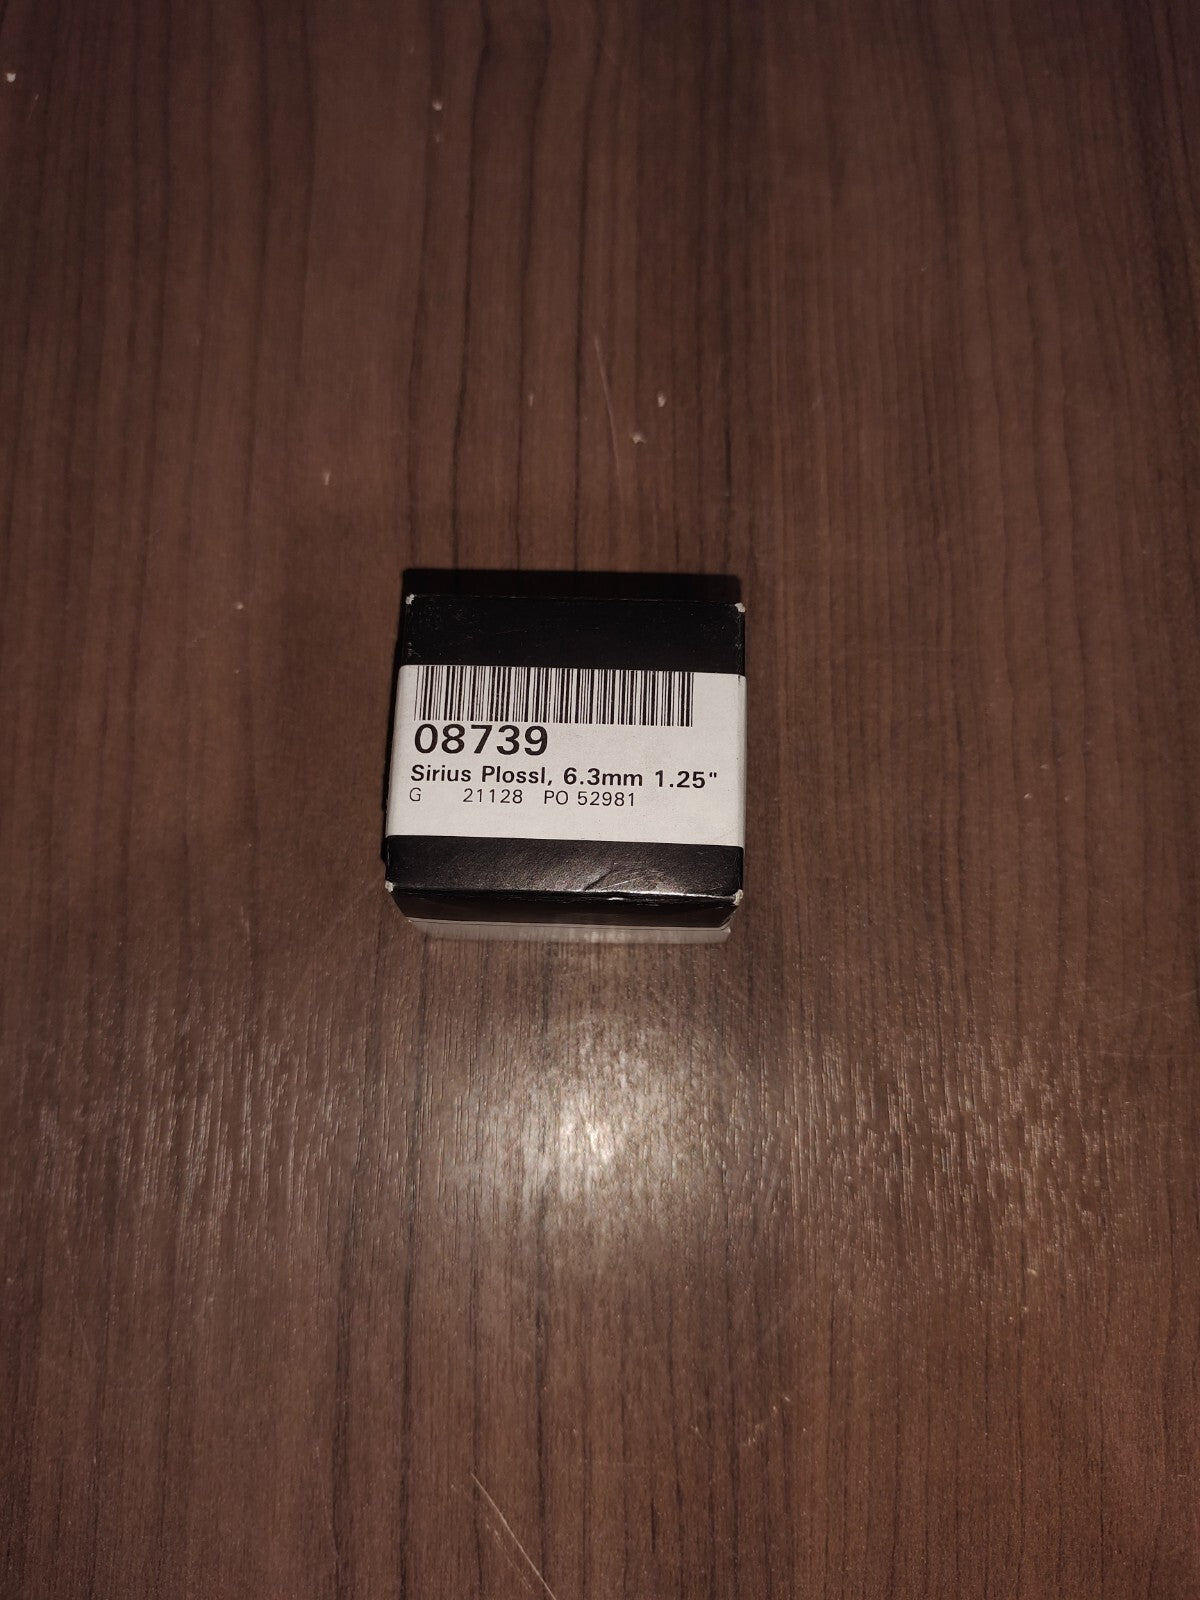 08739
Sirius Plossl, 6.3mm 1.25"
G 21128 PO 52981